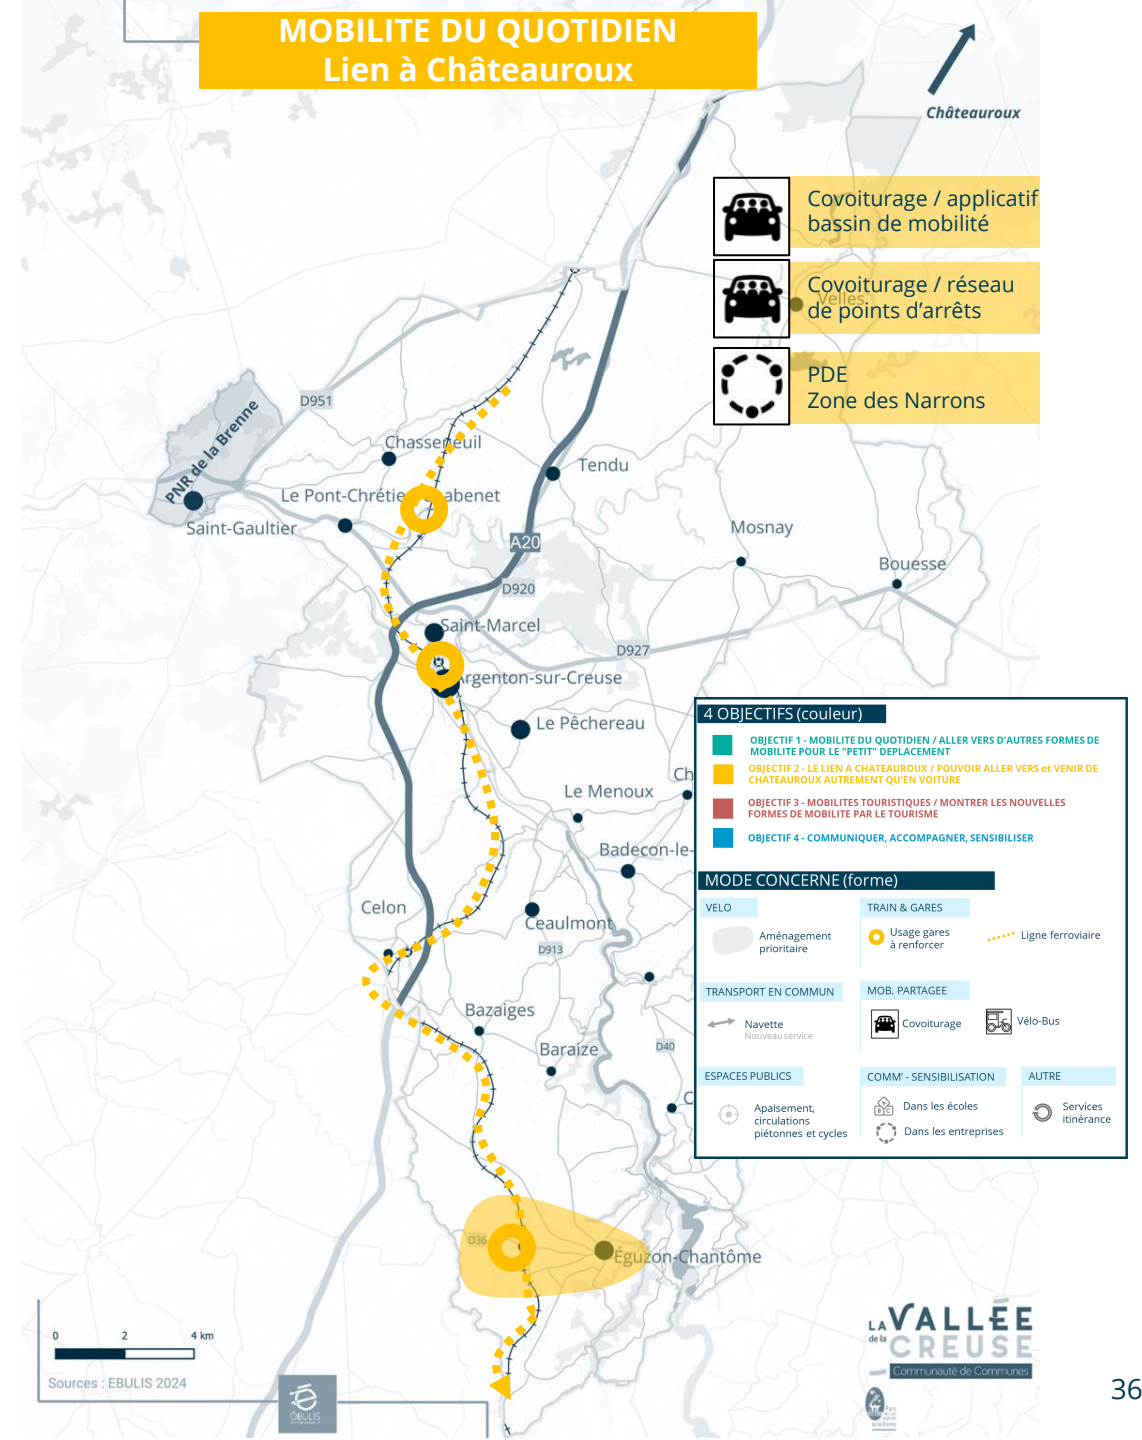 MOBILITE DU QUOTIDIEN
Lien à Châteauroux
Châteauroux
Covoiturage / applicatif
bassin de mobilité
Covoiturage / réseau
de points d'arrêts
Velles
PDE
Zone des Narrons
D951
PNR de la Brenne
Chasseneuil
Tendu
Le Pont-Chrétien-Chabenet
Saint-Gaultier
Mosnay
A20
Bouesse
D920
Saint-Marcel
D927
Argenton-sur-Creuse
Le Pêchereau
Le Menoux
Badecon-le-
Celon
Ceaulmont
D913
Bazaiges
Baraize
D40
D36
Éguzon-Chantôme
4 OBJECTIFS (couleur)
OBJECTIF 1 - MOBILITE DU QUOTIDIEN / ALLER VERS D'AUTRES FORMES DE
MOBILITE POUR LE "PETIT" DEPLACEMENT
OBJECTIF 2 - LE LIEN A CHATEAUROUX / POUVOIR ALLER VERS et VENIR DE
CHATEAUROUX AUTREMENT QU'EN VOITURE
OBJECTIF 3 - MOBILITES TOURISTIQUES / MONTRER LES NOUVELLES
FORMES DE MOBILITE PAR LE TOURISME
OBJECTIF 4 - COMMUNIQUER, ACCOMPAGNER, SENSIBILISER
MODE CONCERNE (forme)
VELO
Aménagement
prioritaire
TRAIN & GARES
Usage gares
à renforcer
Ligne ferroviaire
TRANSPORT EN COMMUN
Navette
Nouveau service
MOB. PARTAGEE
Covoiturage
Vélo-Bus
ESPACES PUBLICS
Apaisement,
circulations
piétonnes et cycles
COMM' - SENSIBILISATION
Dans les écoles
Dans les entreprises
AUTRE
Services
itinérance
0 2 4 km
Sources : EBULIS 2024
ÉBULIS
LA VALLÉE
de la CREUSE
Communauté de Communes
36